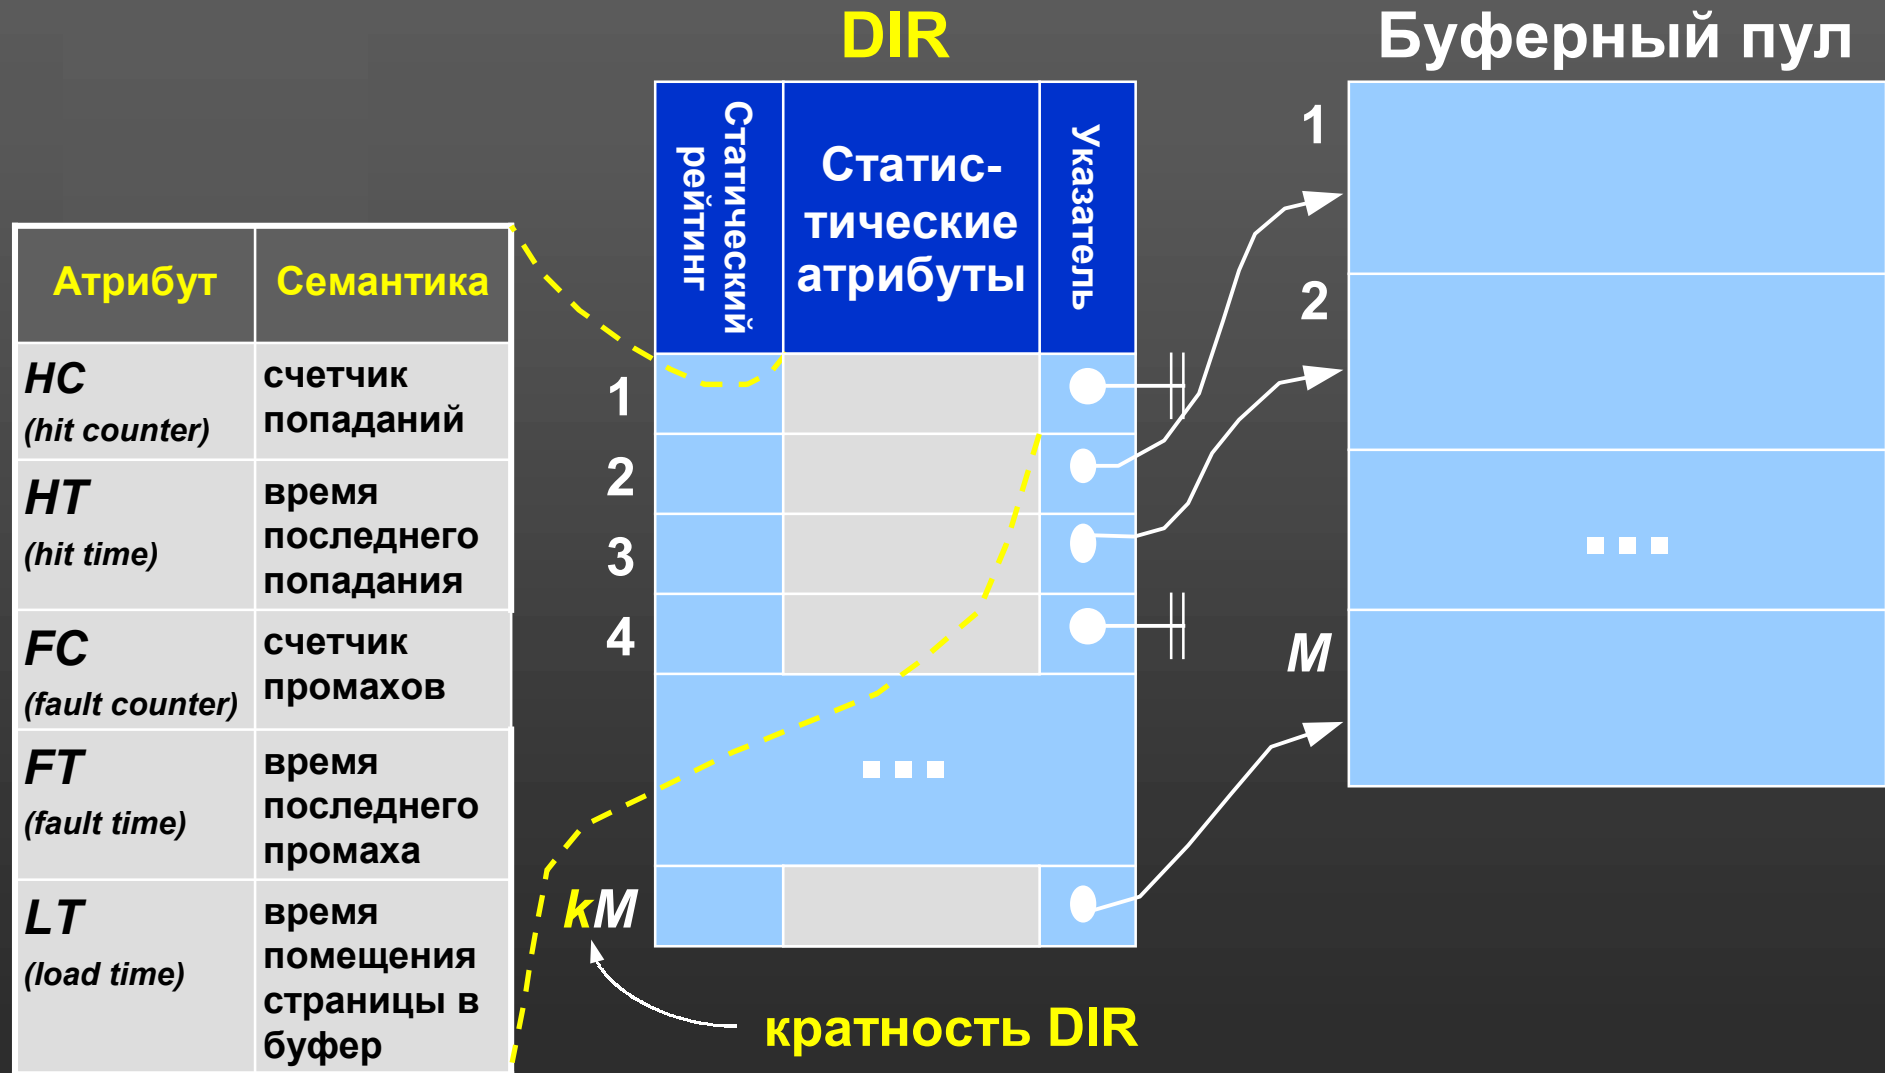 DIR
Буферный пул
Статический
рейтинг
Статис-
тические
атрибуты
Указатель
1
2
3
4
...
kM
кратность DIR
1
2
...
M
Атрибут
Семантика
HC
(hit counter)
счетчик
попаданий
HT
(hit time)
время
последнего
попадания
FC
(fault counter)
счетчик
промахов
FT
(fault time)
время
последнего
промаха
LT
(load time)
время
помещения
страницы в
буфер